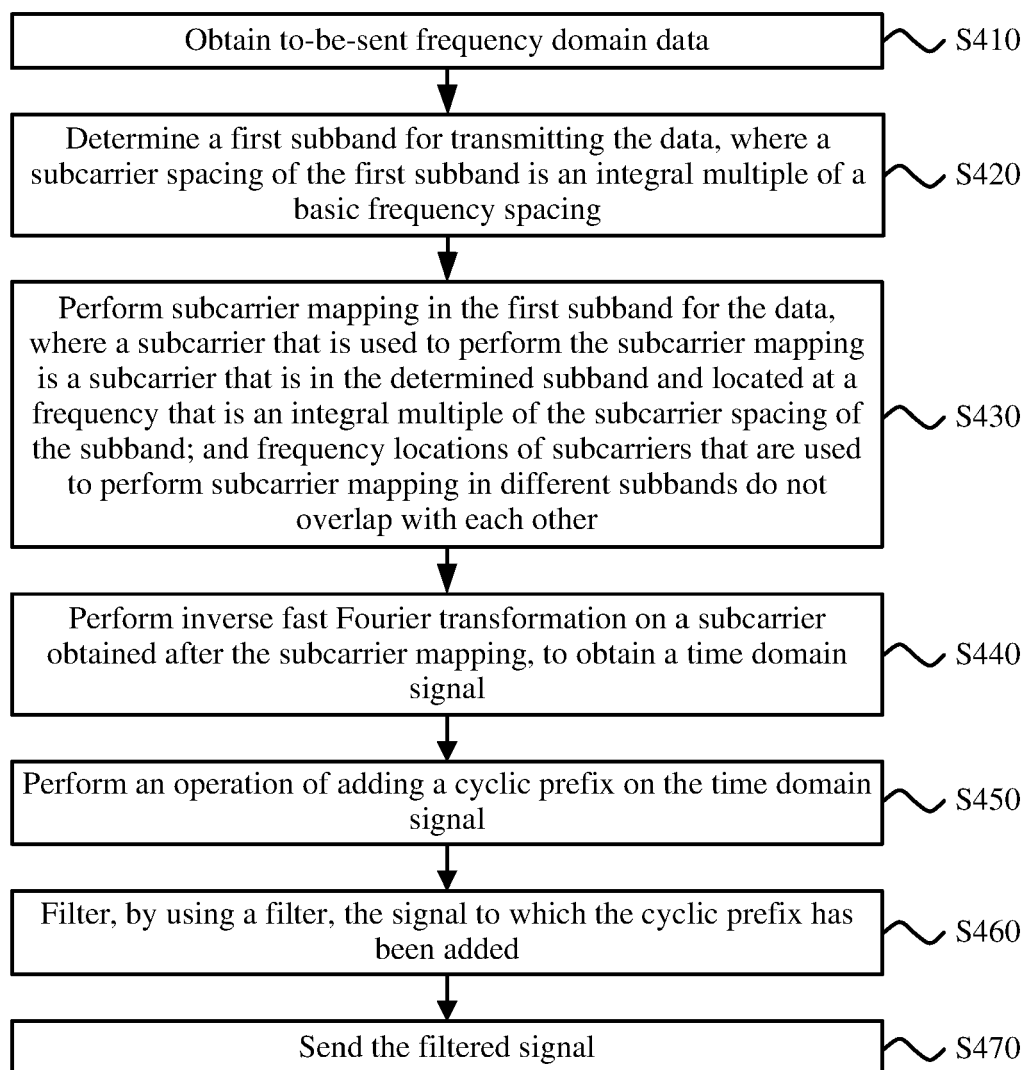 Obtain to-be-sent frequency domain data
S410
Determine a first subband for transmitting the data, where a
subcarrier spacing of the first subband is an integral multiple of a
basic frequency spacing
S420
Perform subcarrier mapping in the first subband for the data,
where a subcarrier that is used to perform the subcarrier mapping
is a subcarrier that is in the determined subband and located at a
frequency that is an integral multiple of the subcarrier spacing of
the subband; and frequency locations of subcarriers that are used
to perform subcarrier mapping in different subbands do not
overlap with each other
S430
Perform inverse fast Fourier transformation on a subcarrier
obtained after the subcarrier mapping, to obtain a time domain
signal
S440
Perform an operation of adding a cyclic prefix on the time domain
signal
S450
Filter, by using a filter, the signal to which the cyclic prefix has
been added
S460
Send the filtered signal
S470